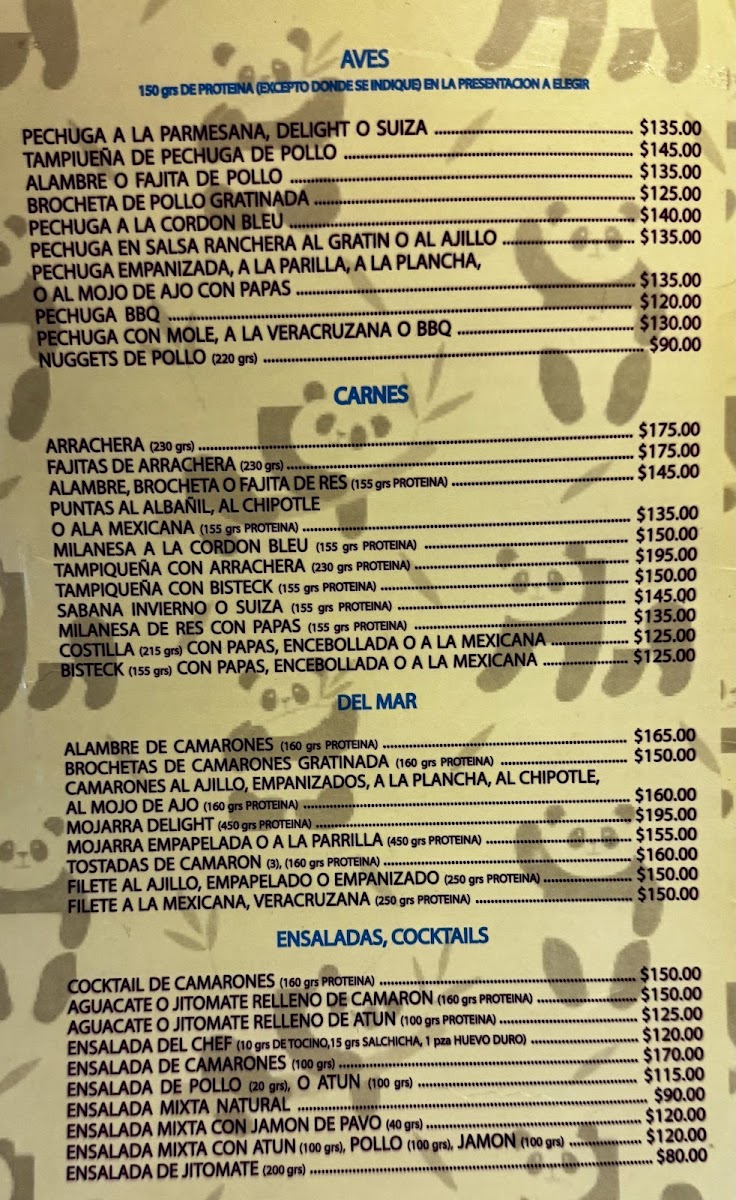 AVES
150 grs DE PROTEINA (EXCEPTO DONDE SE INDIQUE) EN LA PRESENTACION A ELEGIR
PECHUGA A LA PARMESANA, DELIGHT O SUIZA $135.00
TAMPIUEÑA DE PECHUGA DE POLLO $145.00
ALAMBRE O FAJITA DE POLLO $135.00
BROCHETA DE POLLO GRATINADA $125.00
PECHUGA A LA CORDON BLEU $140.00
PECHUGA EN SALSA RANCHERA AL GRATIN O AL AJILLO $135.00
PECHUGA EMPANIZADA, A LA PARILLA, A LA PLANCHA,
O AL MOJO DE AJO CON PAPAS $135.00
PECHUGA BBQ $120.00
PECHUGA CON MOLE, A LA VERACRUZANA O BBQ $130.00
NUGGETS DE POLLO (220 grs) $90.00
CARNES
ARRACHERA (230 grs) $175.00
FAJITAS DE ARRACHERA (230 grs) $175.00
ALAMBRE, BROCHETA O FAJITA DE RES (155 grs PROTEINA) $145.00
PUNTAS AL ALBAÑIL, AL CHIPOTLE
O ALA MEXICANA (155 grs PROTEINA) $135.00
MILANESA A LA CORDON BLEU (155 grs PROTEINA) $150.00
TAMPIQUEÑA CON ARRACHERA (230 grs PROTEINA) $195.00
TAMPIQUEÑA CON BISTECK (155 grs PROTEINA) $150.00
SABANA INVIERNO O SUIZA (155 grs PROTEINA) $145.00
MILANESA DE RES CON PAPAS (155 grs PROTEINA) $135.00
COSTILLA (215 grs) CON PAPAS, ENCEBOLLADA O A LA MEXICANA $125.00
BISTECK (155 grs) CON PAPAS, ENCEBOLLADA O A LA MEXICANA $125.00
DEL MAR
ALAMBRE DE CAMARONES (160 grs PROTEINA) $165.00
BROCHETAS DE CAMARONES GRATINADA (160 grs PROTEINA) $150.00
CAMARONES AL AJILLO, EMPANIZADOS, A LA PLANCHA, AL CHIPOTLE,
AL MOJO DE AJO (160 grs PROTEINA) $160.00
MOJARRA DELIGHT (450 grs PROTEINA) $195.00
MOJARRA EMPAPELADA O A LA PARRILLA (450 grs PROTEINA) $155.00
TOSTADAS DE CAMARON (3), (160 grs PROTEINA) $160.00
FILETE AL AJILLO, EMPAPELADO O EMPANIZADO (250 grs PROTEINA) $150.00
FILETE A LA MEXICANA, VERACRUZANA (250 grs PROTEINA) $150.00
ENSALADAS, COCKTAILS
COCKTAIL DE CAMARONES (160 grs PROTEINA) $150.00
AGUACATE O JITOMATE RELLENO DE CAMARON (160 grs PROTEINA) $150.00
AGUACATE O JITOMATE RELLENO DE ATUN (100 grs PROTEINA) $125.00
ENSALADA DEL CHEF (10 grs DE TOCINO, 15 grs SALCHICHA, 1 pza HUEVO DURO) $120.00
ENSALADA DE CAMARONES (100 grs) $170.00
ENSALADA DE POLLO (20 grs), O ATUN (100 grs) $115.00
ENSALADA MIXTA NATURAL $90.00
ENSALADA MIXTA CON JAMON DE PAVO (40 grs) $120.00
ENSALADA MIXTA CON ATUN (100 grs), POLLO (100 grs), JAMON (100 grs) $120.00
ENSALADA DE JITOMATE (200 grs) $80.00